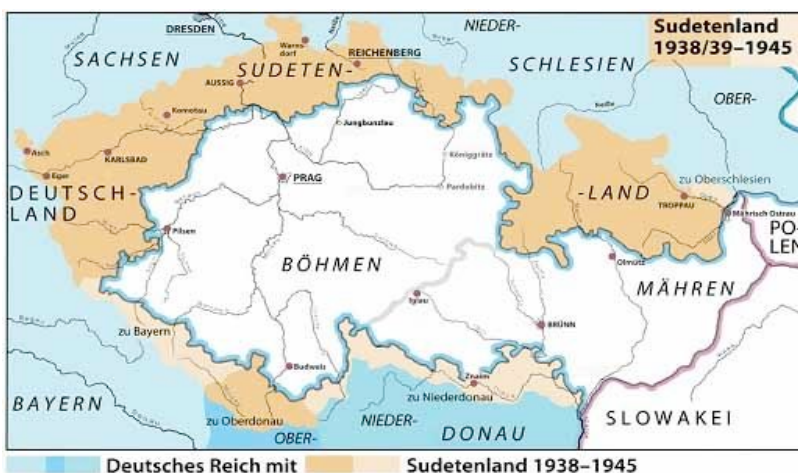 Sudetenland
1938/39–1945
DRESDEN
NIEDER-
SACHSEN
Warns-
dorf
REICHENBERG
SUDETEN-
SCHLESIEN
AUSSIG
OBER-
Komotau
Jungbunzlau
Asch
KARLSBAD
Königgrätz
Eger
PRAG
Pardubitz
zu Oberschlesien
DEUTSCH-
LAND
-LAND
TROPPAU
Mährisch Ostrau
PO-
LEN
Pilsen
BÖHMEN
Olmütz
MÄHREN
Iglau
zu Bayern
BRÜNN
Budweis
Znaim
zu Niederdonau
BAYERN
zu Oberdonau
NIEDER-
OBER-
DONAU
SLOWAKEI
Deutsches Reich mit
Sudetenland 1938–1945